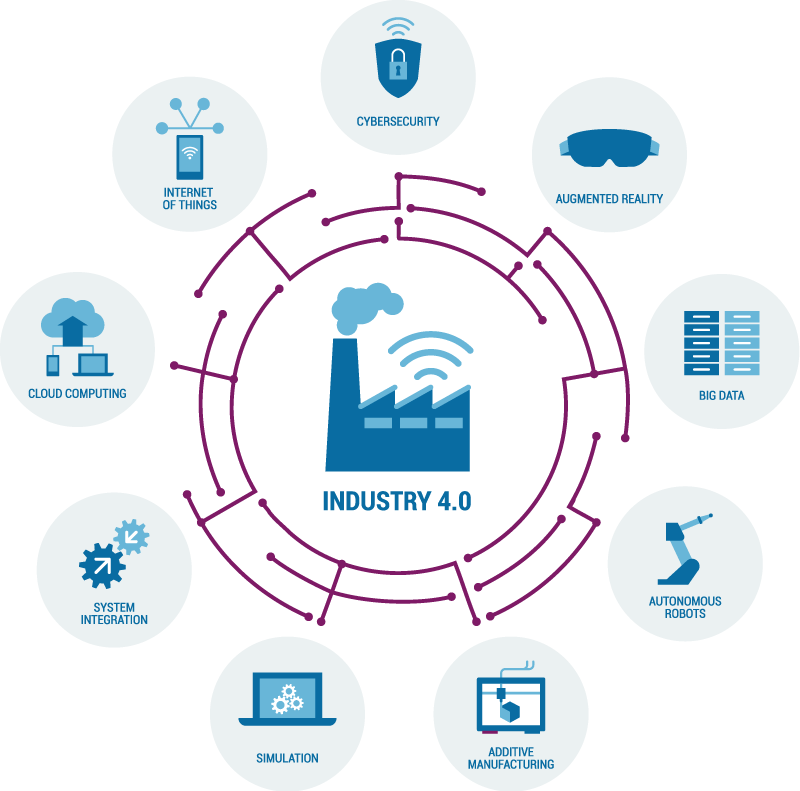 CYBERSECURITY
AUGMENTED REALITY
BIG DATA
AUTONOMOUS
ROBOTS
ADDITIVE
MANUFACTURING
SIMULATION
SYSTEM
INTEGRATION
CLOUD COMPUTING
INTERNET
OF THINGS
INDUSTRY 4.0